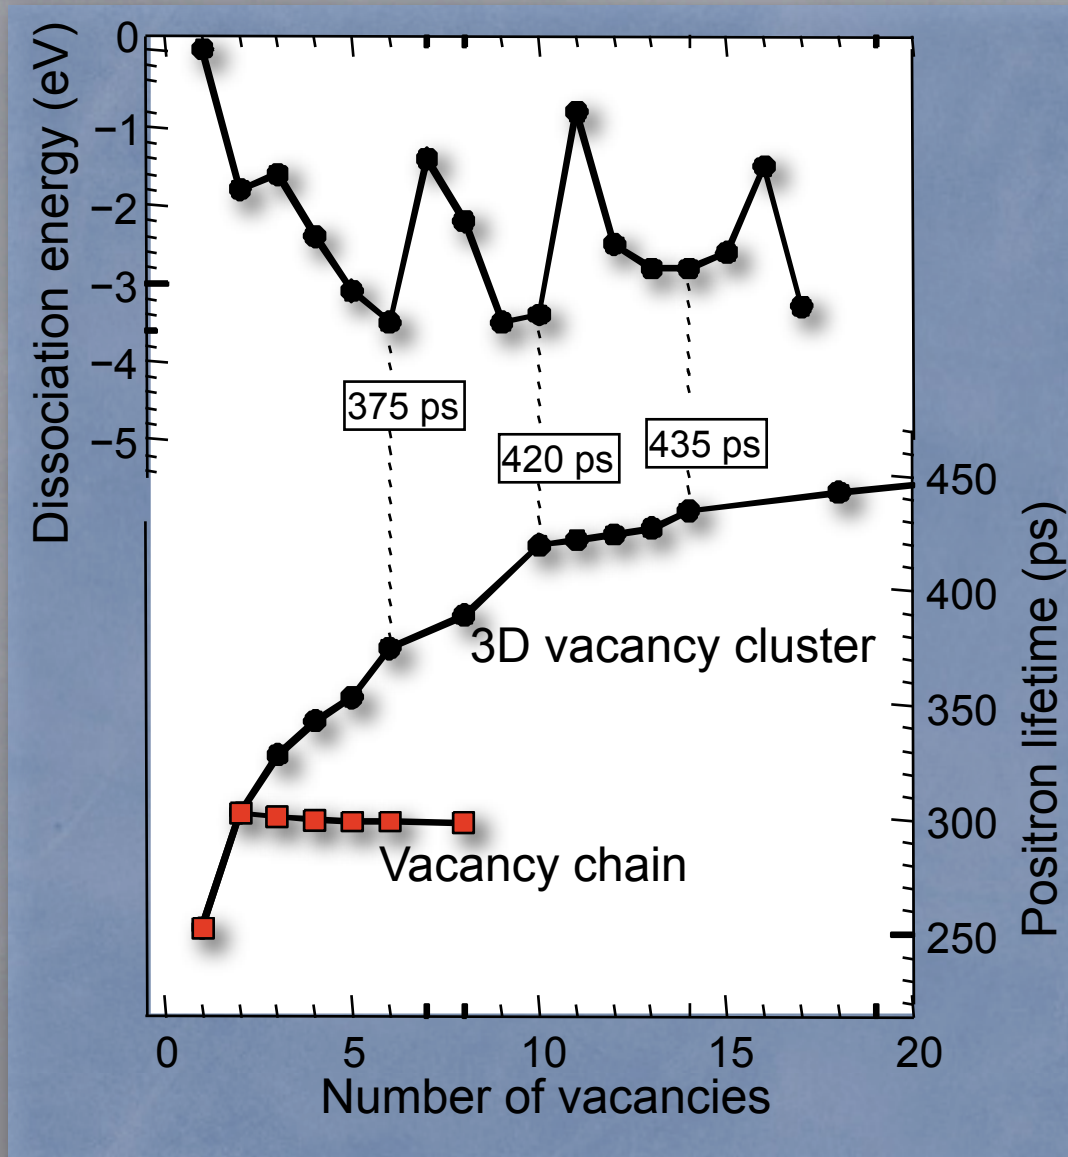 Dissociation energy (eV)
0
−1
−2
−3
−4
−5
375 ps
420 ps
435 ps
450
400
350
300
250
Positron lifetime (ps)
3D vacancy cluster
Vacancy chain
0 5 10 15 20
Number of vacancies